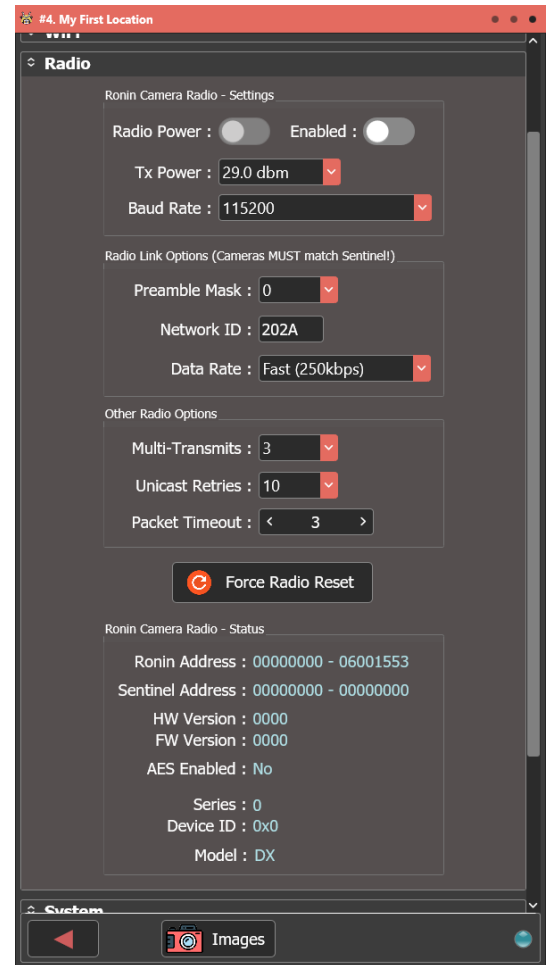 #4. My First Location
WiFi
Radio
Ronin Camera Radio - Settings
Radio Power : Enabled :
Tx Power : 29.0 dbm
Baud Rate : 115200
Radio Link Options (Cameras MUST match Sentinel!)
Preamble Mask : 0
Network ID : 202A
Data Rate : Fast (250kbps)
Other Radio Options
Multi-Transmits : 3
Unicast Retries : 10
Packet Timeout : < 3 >
Force Radio Reset
Ronin Camera Radio - Status
Ronin Address : 00000000 - 06001553
Sentinel Address : 00000000 - 00000000
HW Version : 0000
FW Version : 0000
AES Enabled : No
Series : 0
Device ID : 0x0
Model : DX
System
Images